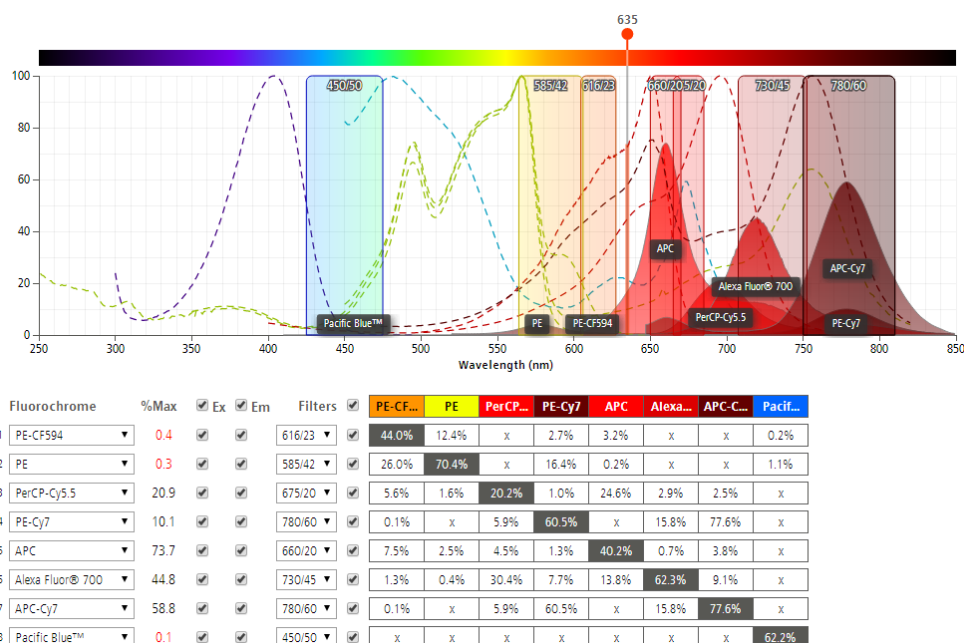 635
100
80
60
40
20
0
450/50
585/42
616/23
660/20
5/20
730/45
780/60
APC
APC-Cy7
Alexa Fluor® 700
PerCP-Cy5.5
Pacific Blue™
PE
PE-CF594
PE-Cy7
250 300 350 400 450 500 550 600 650 700 750 800 850
Wavelength (nm)
Fluorochrome %Max Ex Em Filters PE-CF... PE PerCP... PE-Cy7 APC Alexa... APC-C... Pacif...
PE-CF594 0.4 616/23 44.0% 12.4% x 2.7% 3.2% x x 0.2%
2 PE 0.3 585/42 26.0% 70.4% x 16.4% 0.2% x x 1.1%
3 PerCP-Cy5.5 20.9 675/20 5.6% 1.6% 20.2% 1.0% 24.6% 2.9% 2.5% x
4 PE-Cy7 10.1 780/60 0.1% x 5.9% 60.5% x 15.8% 77.6% x
5 APC 73.7 660/20 7.5% 2.5% 4.5% 1.3% 40.2% 0.7% 3.8% x
6 Alexa Fluor® 700 44.8 730/45 1.3% 0.4% 30.4% 7.7% 13.8% 62.3% 9.1% x
7 APC-Cy7 58.8 780/60 0.1% x 5.9% 60.5% x 15.8% 77.6% x
8 Pacific Blue™ 0.1 450/50 x x x x x x x 62.2%